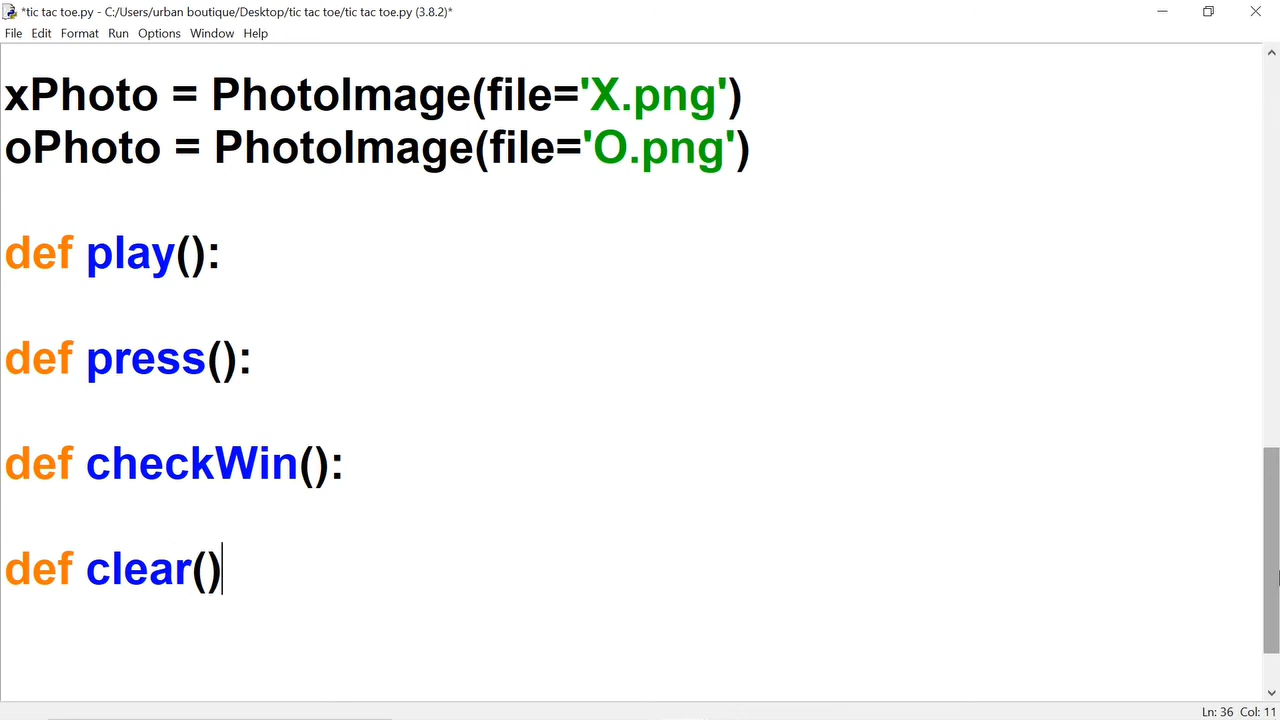 *tic tac toe.py - C:/Users/urban boutique/Desktop/tic tac toe/tic tac toe.py (3.8.2)*
File Edit Format Run Options Window Help
xPhoto = PhotoImage(file='X.png')
oPhoto = PhotoImage(file='O.png')
def play():
def press():
def checkWin():
def clear()
Ln: 36 Col: 11